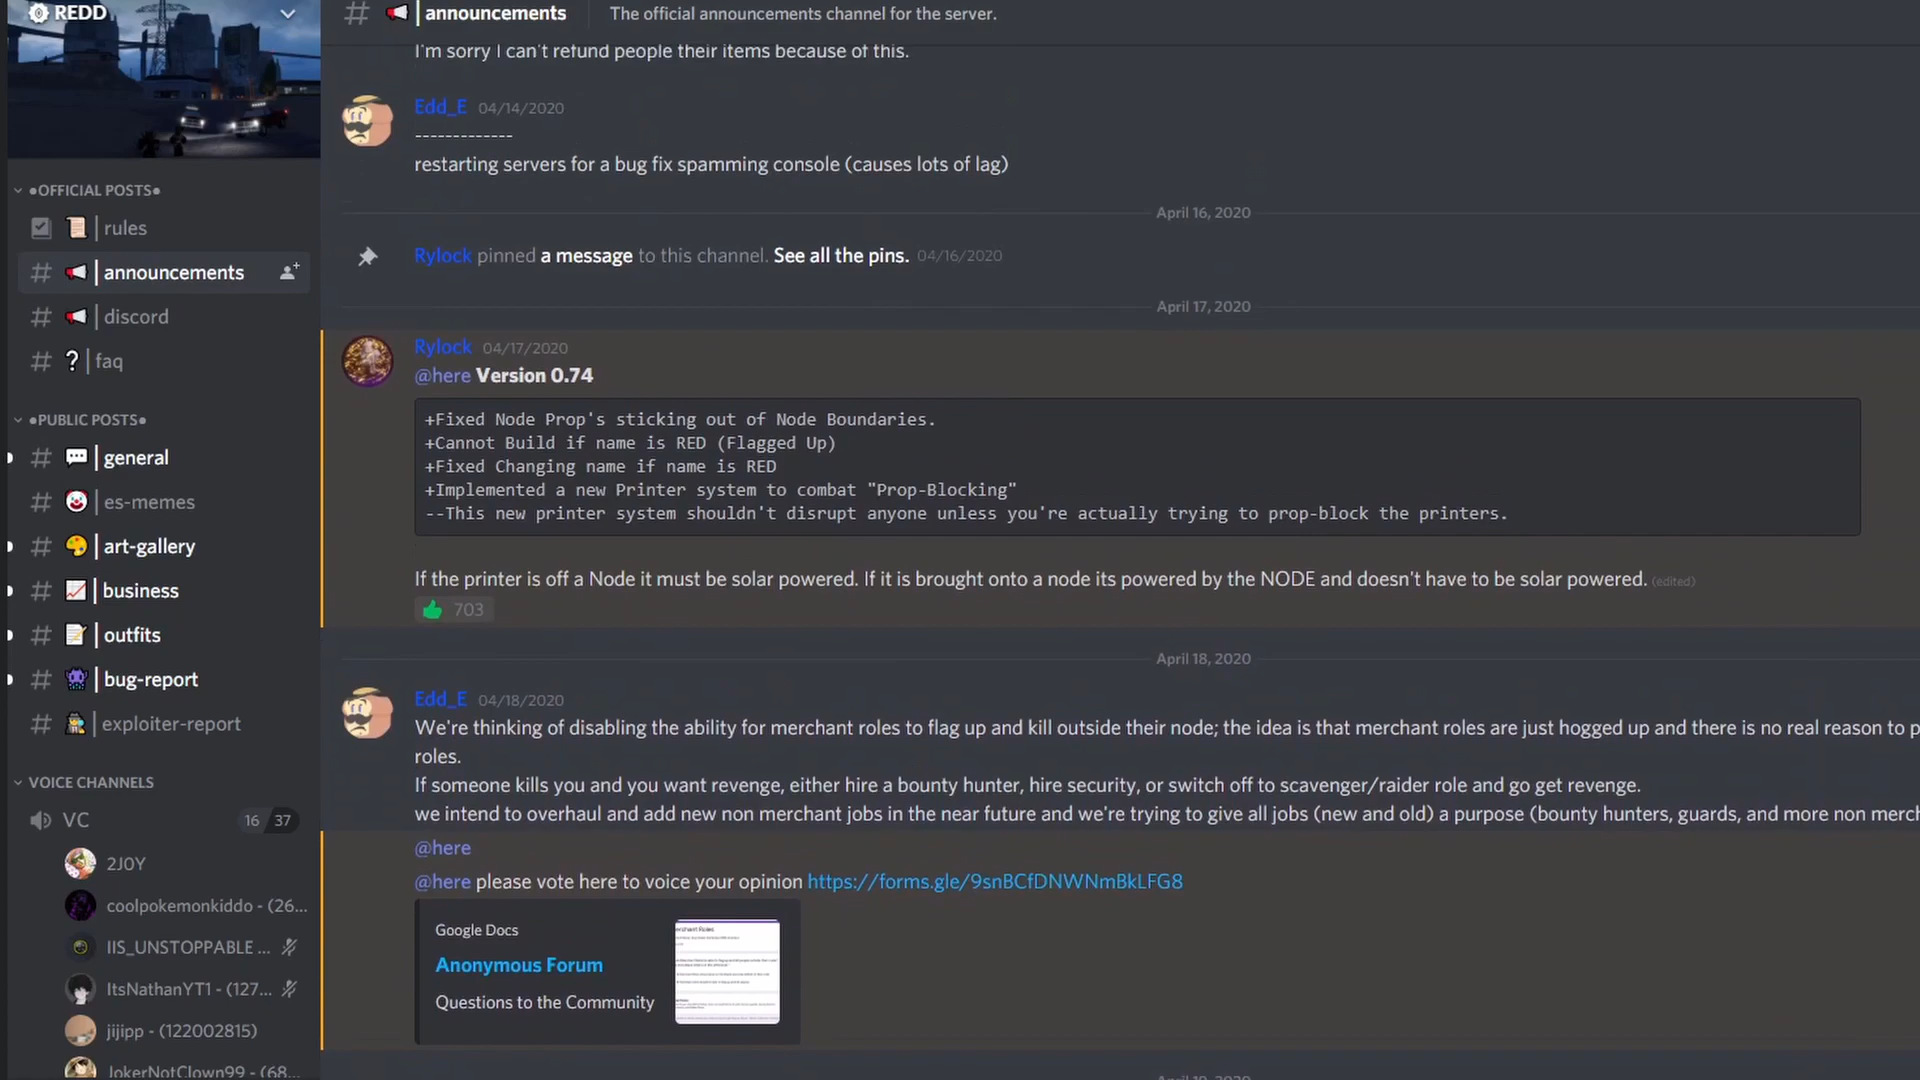 REDD
# | announcements The official announcements channel for the server.
I'm sorry I can't refund people their items because of this.
Edd_E 04/14/2020
-------------
restarting servers for a bug fix spamming console (causes lots of lag)
April 16, 2020
Rylock pinned a message to this channel. See all the pins. 04/16/2020
April 17, 2020
Rylock 04/17/2020
@here Version 0.74
+Fixed Node Prop's sticking out of Node Boundaries.
+Cannot Build if name is RED (Flagged Up)
+Fixed Changing name if name is RED
+Implemented a new Printer system to combat "Prop-Blocking"
--This new printer system shouldn't disrupt anyone unless you're actually trying to prop-block the printers.
If the printer is off a Node it must be solar powered. If it is brought onto a node its powered by the NODE and doesn't have to be solar powered. (edited)
703
April 18, 2020
Edd_E 04/18/2020
We're thinking of disabling the ability for merchant roles to flag up and kill outside their node; the idea is that merchant roles are just hogged up and there is no real reason to p
roles.
If someone kills you and you want revenge, either hire a bounty hunter, hire security, or switch off to scavenger/raider role and go get revenge.
we intend to overhaul and add new non merchant jobs in the near future and we're trying to give all jobs (new and old) a purpose (bounty hunters, guards, and more non merch
@here
@here please vote here to voice your opinion https://forms.gle/9snBCfDNWNmBkLFG8
Google Docs
Anonymous Forum
Questions to the Community
●OFFICIAL POSTS●
| rules
# | announcements
# | discord
# ? | faq
●PUBLIC POSTS●
# | general
# | es-memes
# | art-gallery
# | business
# | outfits
# | bug-report
# | exploiter-report
VOICE CHANNELS
VC 16 37
2J0Y
coolpokemonkiddo - (26...
IIS_UNSTOPPABLE ...
ItsNathanYT1 - (127...
jijipp - (122002815)
JokerNotClown99 - (68...